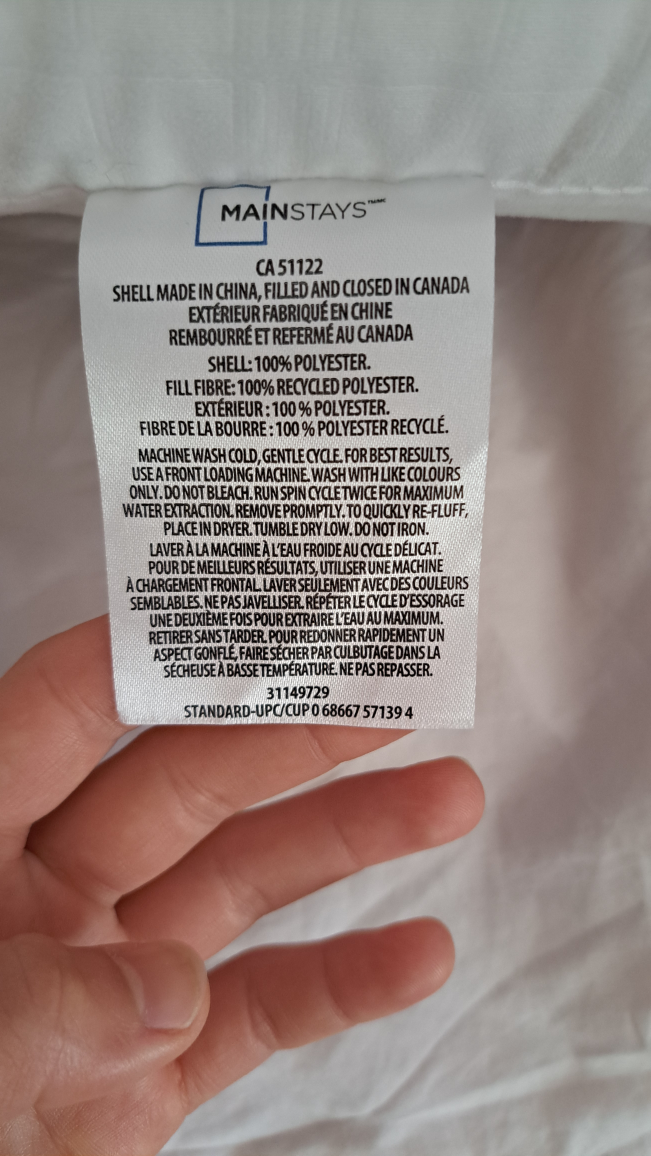 MAINSTAYS
CA 51122
SHELL MADE IN CHINA, FILLED AND CLOSED IN CANADA
EXTÉRIEUR FABRIQUÉ EN CHINE
REMBOURRÉ ET REFERMÉ AU CANADA
SHELL: 100% POLYESTER.
FILL FIBRE: 100% RECYCLED POLYESTER.
EXTÉRIEUR : 100 % POLYESTER.
FIBRE DE LA BOURRE : 100 % POLYESTER RECYCLÉ.
MACHINE WASH COLD, GENTLE CYCLE. FOR BEST RESULTS,
USE A FRONT LOADING MACHINE. WASH WITH LIKE COLOURS
ONLY. DO NOT BLEACH. RUN SPIN CYCLE TWICE FOR MAXIMUM
WATER EXTRACTION. REMOVE PROMPTLY. TO QUICKLY RE-FLUFF,
PLACE IN DRYER. TUMBLE DRY LOW. DO NOT IRON.
LAVER À LA MACHINE À L'EAU FROIDE AU CYCLE DÉLICAT.
POUR DE MEILLEURS RÉSULTATS, UTILISER UNE MACHINE
À CHARGEMENT FRONTAL. LAVER SEULEMENT AVEC DES COULEURS
SEMBLABLES. NE PAS JAVELLISER. RÉPÉTER LE CYCLE D'ESSORAGE
UNE DEUXIÈME FOIS POUR EXTRAIRE L'EAU AU MAXIMUM.
RETIRER SANS TARDER. POUR REDONNER RAPIDEMENT UN
ASPECT GONFLÉ, FAIRE SÉCHER PAR CULBUTAGE DANS LA
SÉCHEUSE À BASSE TEMPÉRATURE. NE PAS REPASSER.
31149729
STANDARD-UPC/CUP 0 68667 57139 4